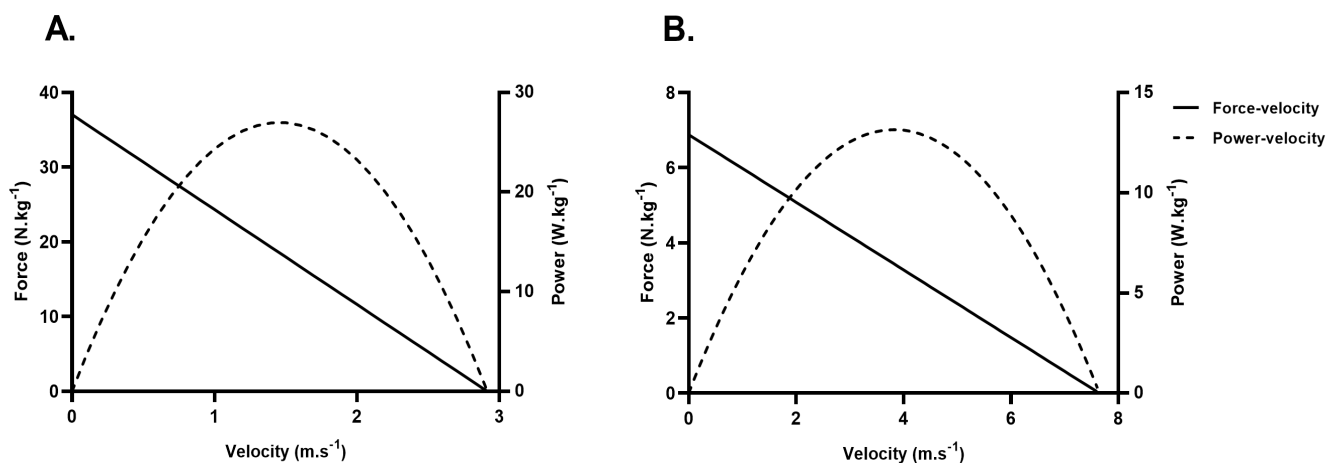 A.
40
30
20
10
0
Force (N.kg-1)
30
20
10
0
Power (W.kg-1)
0 1 2 3
Velocity (m.s-1)
B.
8
6
4
2
0
Force (N.kg-1)
15
10
5
0
Power (W.kg-1)
0 2 4 6 8
Velocity (m.s-1)
Force-velocity
Power-velocity